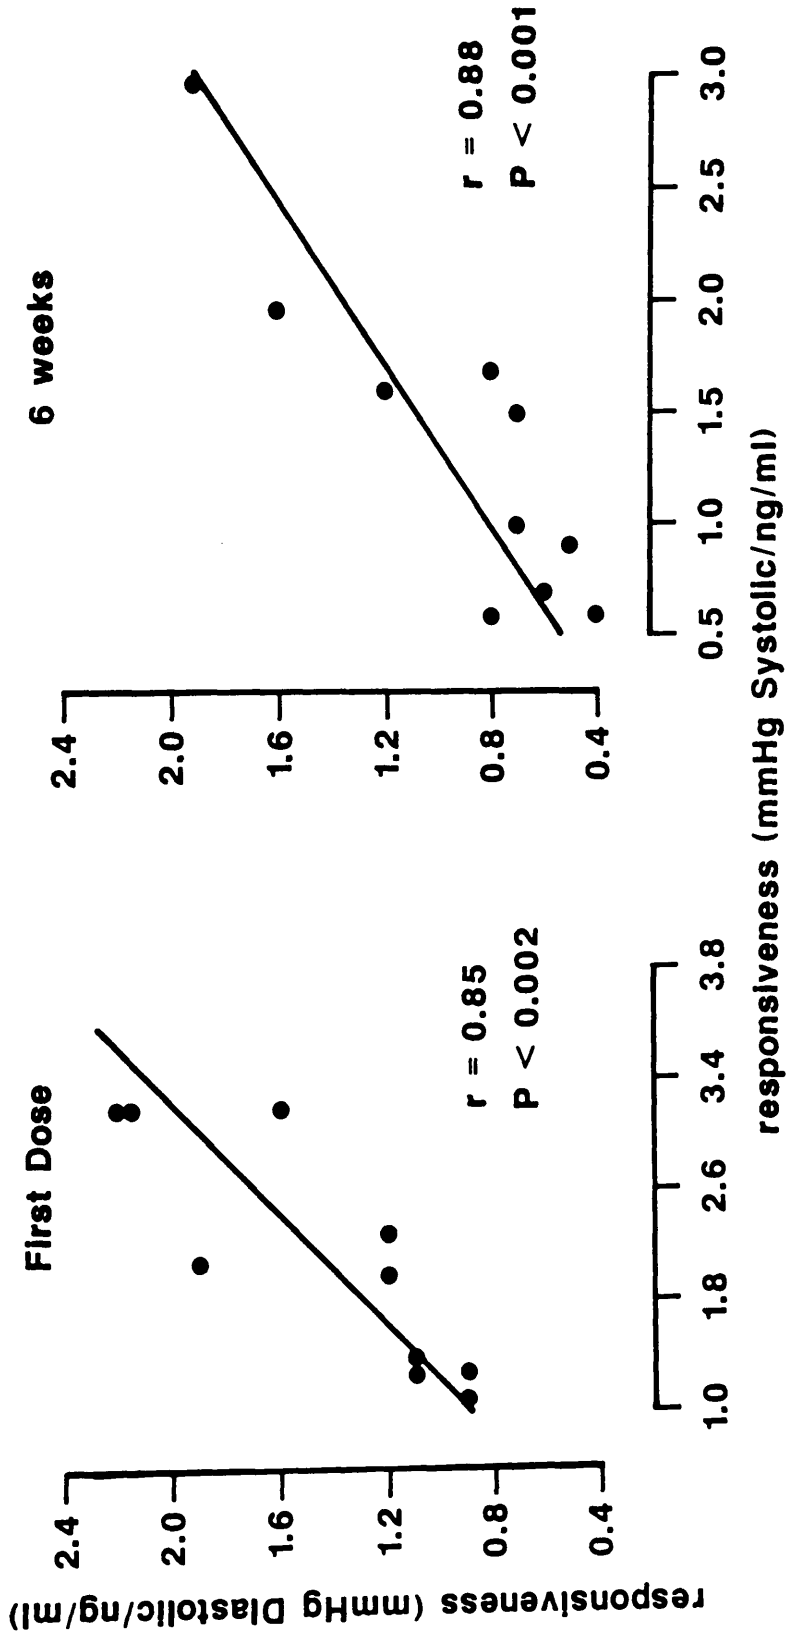 First Dose
responsiveness (mmHg Diastolic/ng/ml)
2.4
2.0
1.6
1.2
0.8
0.4
r = 0.85
P < 0.002
1.0
1.8
2.6
3.4
3.8
6 weeks
2.4
2.0
1.6
1.2
0.8
0.4
r = 0.88
P < 0.001
0.5
1.0
1.5
2.0
2.5
3.0
responsiveness (mmHg Systolic/ng/ml)